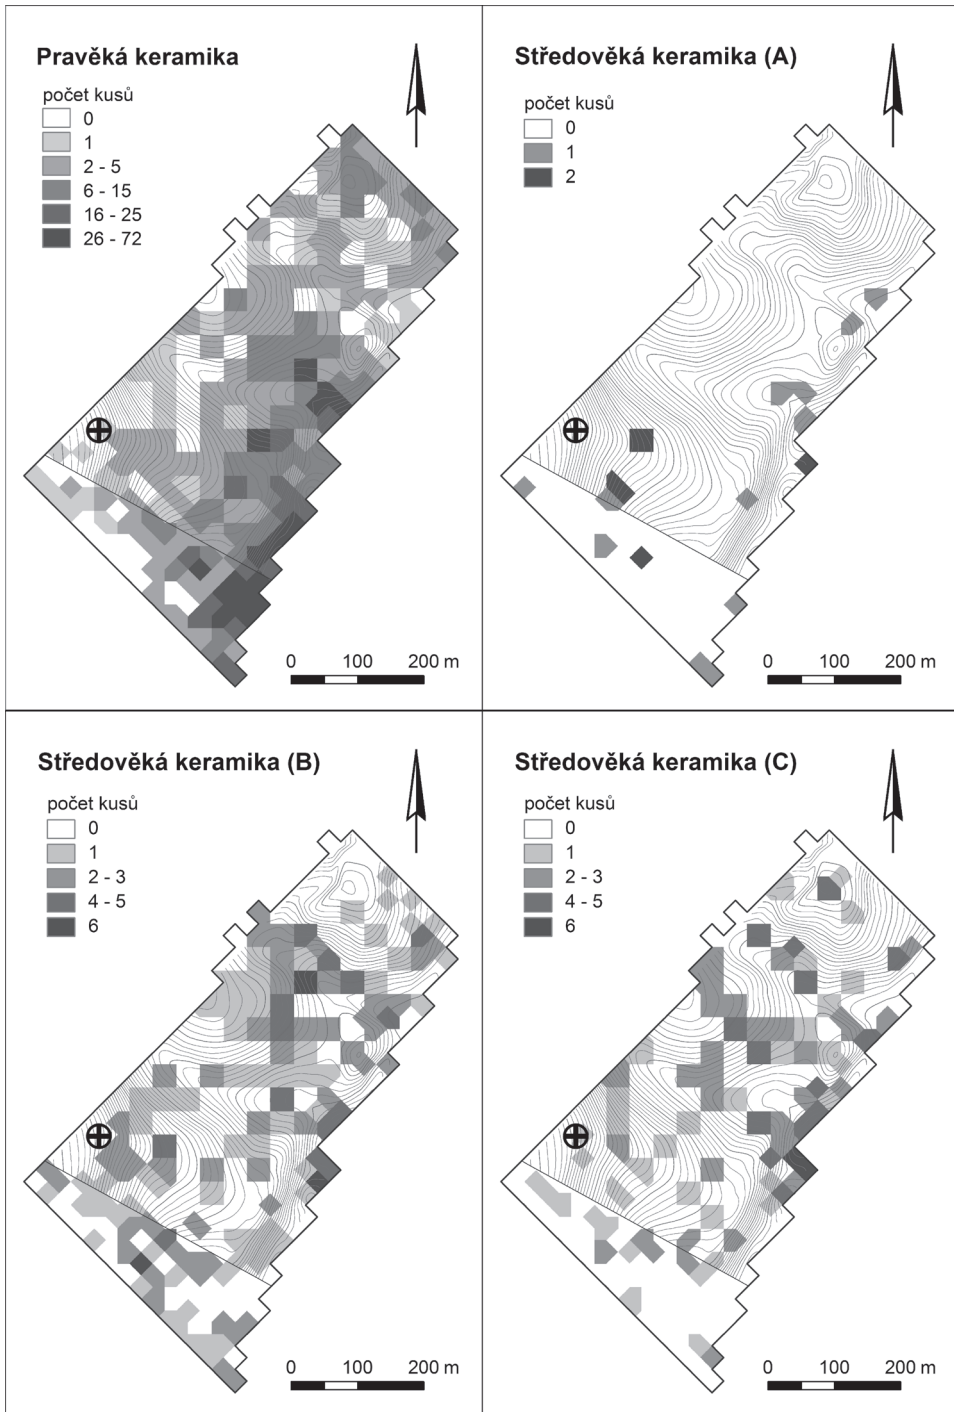 Pravěká keramika
počet kusů
0
1
2 - 5
6 - 15
16 - 25
26 - 72
0 100 200 m
Středověká keramika (A)
počet kusů
0
1
2
0 100 200 m
Středověká keramika (B)
počet kusů
0
1
2 - 3
4 - 5
6
0 100 200 m
Středověká keramika (C)
počet kusů
0
1
2 - 3
4 - 5
6
0 100 200 m